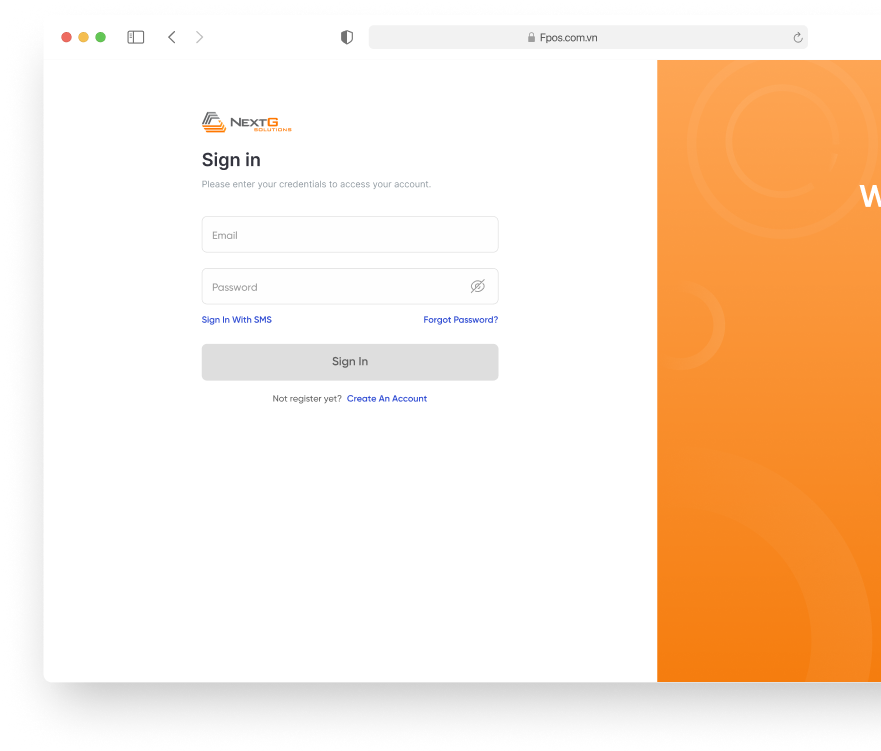 Fpos.com.vn
NEXTG
SOLUTIONS
Sign in
Please enter your credentials to access your account.
Email
Password
Sign In With SMS
Forgot Password?
Sign In
Not register yet? Create An Account
W